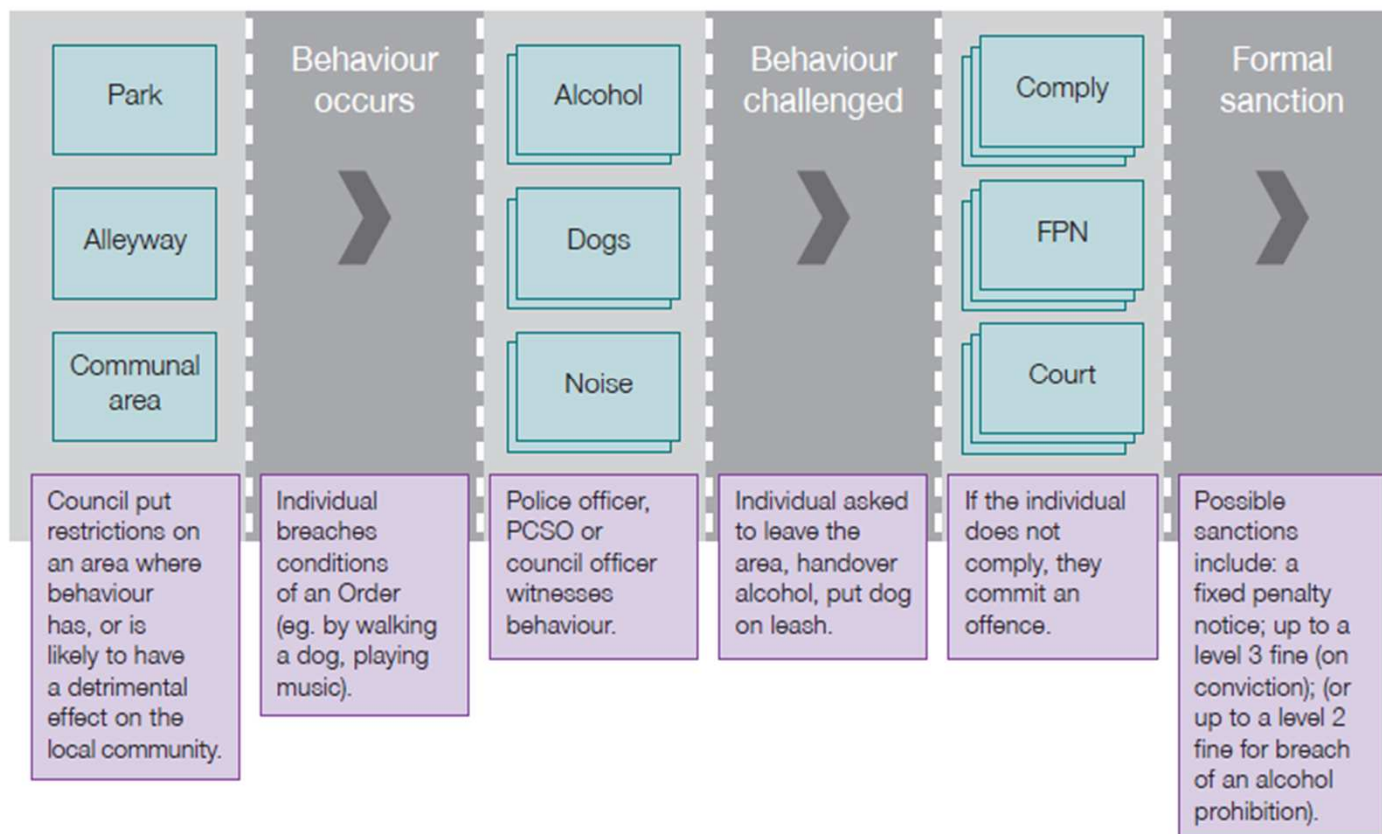 Park
Alleyway
Communal
area
Behaviour
occurs
Alcohol
Dogs
Noise
Behaviour
challenged
Comply
FPN
Court
Formal
sanction
Council put
restrictions on
an area where
behaviour
has, or is
likely to have
a detrimental
effect on the
local community.
Individual
breaches
conditions
of an Order
(eg. by walking
a dog, playing
music).
Police officer,
PCSO or
council officer
witnesses
behaviour.
Individual asked
to leave the
area, handover
alcohol, put dog
on leash.
If the individual
does not
comply, they
commit an
offence.
Possible
sanctions
include: a
fixed penalty
notice; up to a
level 3 fine (on
conviction); (or
up to a level 2
fine for breach
of an alcohol
prohibition).